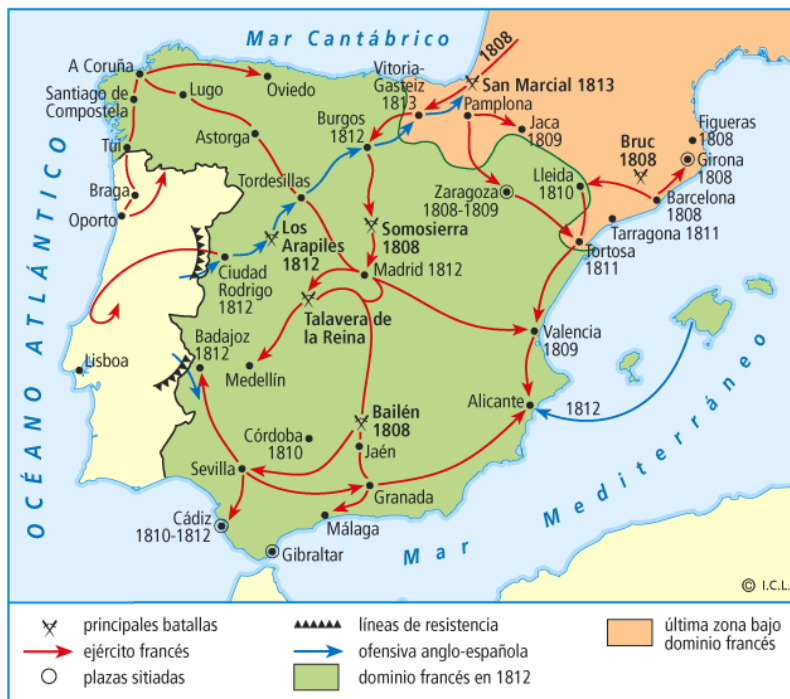 Mar Cantábrico
1808
A Coruña
Santiago de
Compostela
Lugo
Oviedo
Vitoria-
Gasteiz
1813
San Marcial 1813
Pamplona
Jaca
1809
Figueras
1808
Bruc
1808
Girona
1808
Burgos
1812
Astorga
Tui
Tordesillas
Zaragoza
1808-1809
Lleida
1810
Barcelona
1808
Braga
Oporto
Los
Arapiles
1812
Somosierra
1808
Tarragona 1811
Tortosa
1811
Ciudad
Rodrigo
1812
Madrid 1812
Talavera de
la Reina
Valencia
1809
Badajoz
1812
Lisboa
Medellín
Alicante
1812
Bailén
1808
Córdoba
1810
Jaén
Sevilla
Granada
Cádiz
1810-1812
Málaga
Gibraltar
OCÉANO ATLÁNTICO
Mar Mediterráneo
© I.C.L.
principales batallas
líneas de resistencia
última zona bajo
dominio francés
ejército francés
ofensiva anglo-española
plazas sitiadas
dominio francés en 1812